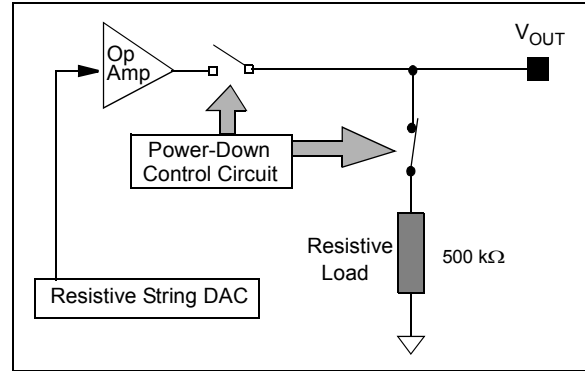 Op
Amp
VOUT
Power-Down
Control Circuit
Resistive
Load
500 kΩ
Resistive String DAC